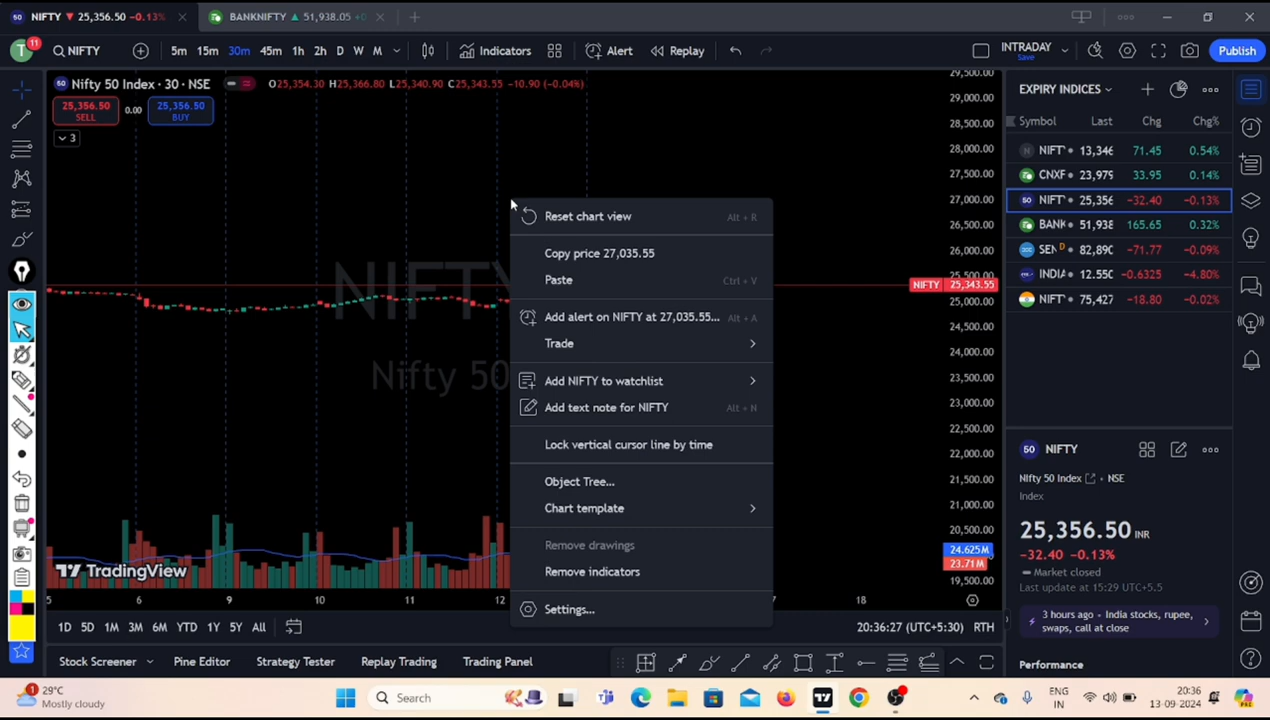 NIFTY ▼ 25,356.50 −0.13%
BANKNIFTY ▲ 51,938.05 +0
T 11
NIFTY
5m 15m 30m 45m 1h 2h D W M
Indicators
Alert
Replay
INTRADAY
Save
Publish
50 Nifty 50 Index · 30 · NSE
O25,354.30 H25,366.80 L25,340.90 C25,343.55 −10.90 (−0.04%)
25,356.50
SELL
0.00
25,356.50
BUY
3
29,500.00
29,000.00
28,500.00
28,000.00
27,500.00
27,000.00
26,500.00
26,000.00
25,500.00
NIFTY 25,343.55
25,000.00
24,500.00
24,000.00
23,500.00
23,000.00
22,500.00
22,000.00
21,500.00
21,000.00
20,500.00
24.625M
23.71M
19,500.00
NIFTY
Nifty 50
Reset chart view Alt + R
Copy price 27,035.55
Paste Ctrl + V
Add alert on NIFTY at 27,035.55... Alt + A
Trade
Add NIFTY to watchlist
Add text note for NIFTY Alt + N
Lock vertical cursor line by time
Object Tree...
Chart template
Remove drawings
Remove indicators
Settings...
TradingView
5 6 9 10 11 12 7 18
1D 5D 1M 3M 6M YTD 1Y 5Y All
20:36:27 (UTC+5:30) RTH
Stock Screener Pine Editor Strategy Tester Replay Trading Trading Panel
EXPIRY INDICES
Symbol Last Chg Chg%
NIFT 13,346 71.45 0.54%
CNXF 23,979 33.95 0.14%
50 NIFT 25,356 −32.40 −0.13%
BANK 51,938 165.65 0.32%
SEN D 82,890 −71.77 −0.09%
INDIA 12.550 −0.6325 −4.80%
NIFT 75,427 −18.80 −0.02%
50 NIFTY
Nifty 50 Index · NSE
Index
25,356.50 INR
−32.40 −0.13%
Market closed
Last update at 15:29 UTC+5.5
3 hours ago · India stocks, rupee,
swaps, call at close
Performance
1
29°C
Mostly cloudy
Search
ENG
IN
20:36
13-09-2024